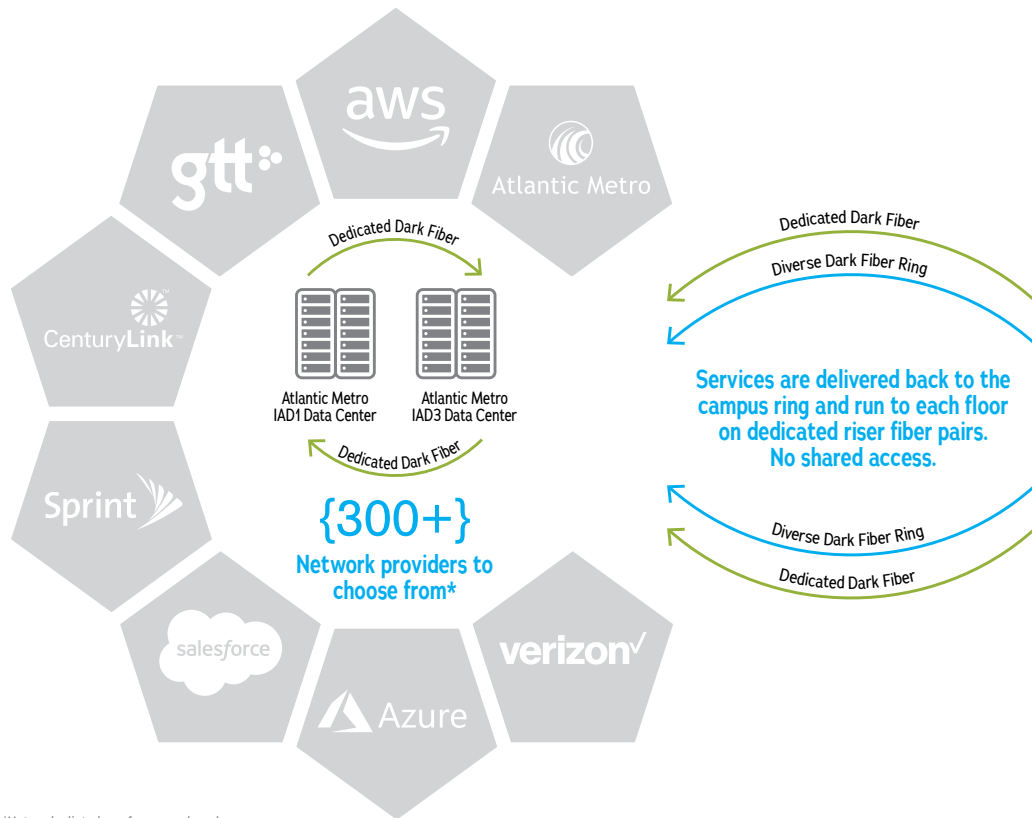 aws
gtt
Atlantic Metro
Dedicated Dark Fiber
CenturyLink™
Atlantic Metro
IAD1 Data Center
Atlantic Metro
IAD3 Data Center
Dedicated Dark Fiber
{300+}
Network providers to
choose from*
Sprint
salesforce
Azure
verizon✓
Dedicated Dark Fiber
Diverse Dark Fiber Ring
Services are delivered back to the
campus ring and run to each floor
on dedicated riser fiber pairs.
No shared access.
Diverse Dark Fiber Ring
Dedicated Dark Fiber